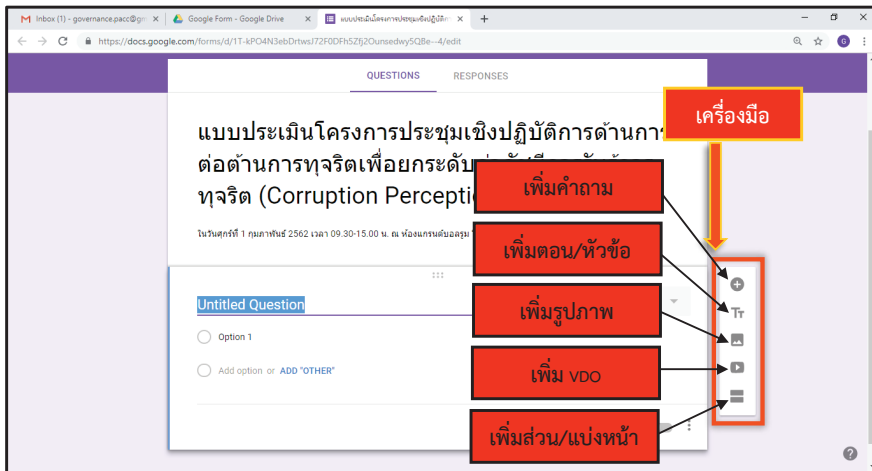 Inbox (1) - governance.pacc@gm
Google Form - Google Drive
แบบประเมินโครงการประชุมเชิงปฏิบัติก
https://docs.google.com/forms/d/1T-kPO4N3ebDrtwsJ72F0DFh5Zfj2Ounsedwy5QBe--4/edit
G
QUESTIONS RESPONSES
เครื่องมือ
แบบประเมินโครงการประชุมเชิงปฏิบัติการด้านการ
ต่อต้านการทุจริตเพื่อยกระดับ
ทุจริต (Corruption Percepti
เพิ่มคำถาม
ในวันศุกร์ที่ 1 กุมภาพันธ์ 2562 เวลา 09.30-15.00 น. ณ ห้องแกรนด์บอลรูม
เพิ่มตอน/หัวข้อ
Untitled Question
เพิ่มรูปภาพ
Tт
Option 1
Add option or ADD "OTHER"
เพิ่ม VDO
เพิ่มส่วน/แบ่งหน้า